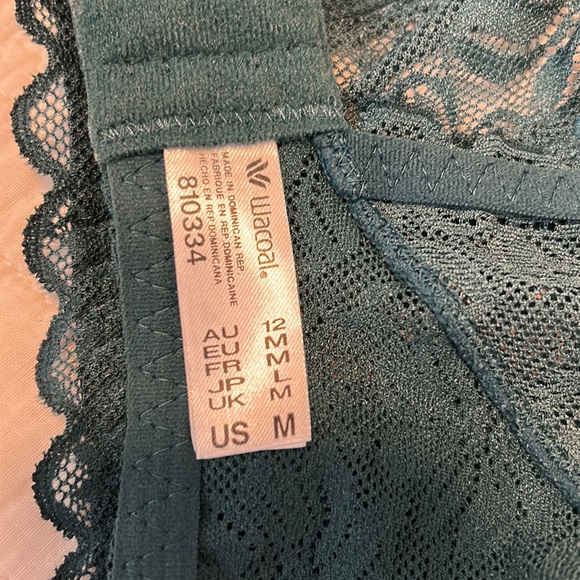 Wacoal®
MADE IN DOMINICAN REP.
FABRIQUE EN REP. DOMINICAINE
HECHO EN REP. DOMINICANA
810334
AU 12
EU M
FR M
JP L
UK M
US M